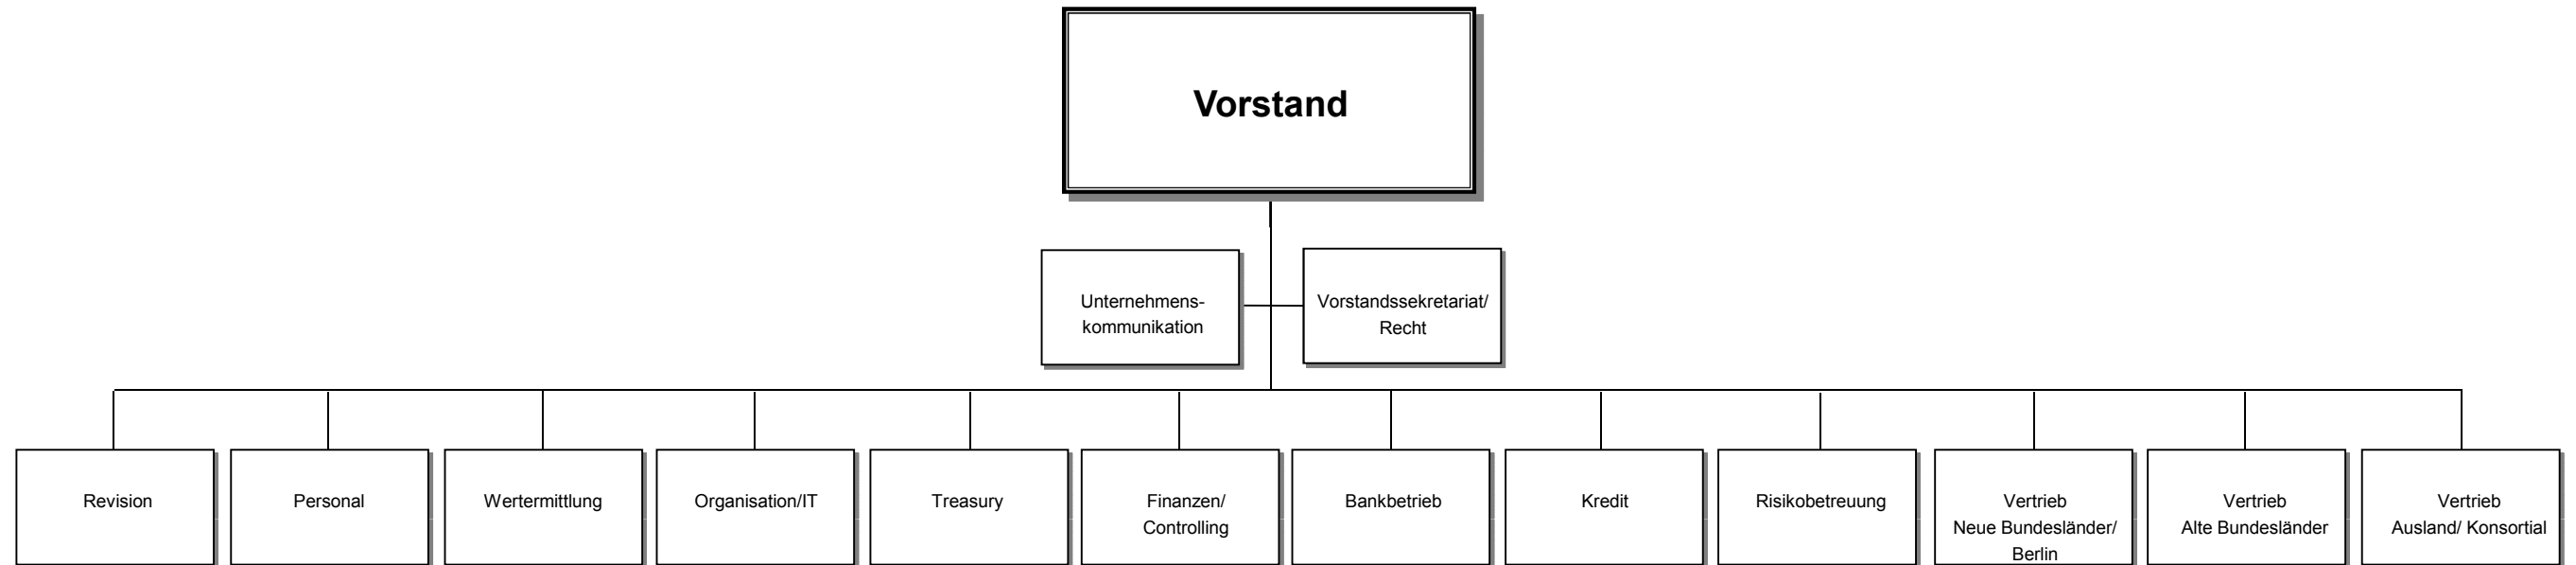 Vorstand
Unternehmens-
kommunikation
Vorstandssekretariat/
Recht
Revision
Personal
Wertermittlung
Organisation/IT
Treasury
Finanzen/
Controlling
Bankbetrieb
Kredit
Risikobetreuung
Vertrieb
Neue Bundesländer/
Berlin
Vertrieb
Alte Bundesländer
Vertrieb
Ausland/ Konsortial